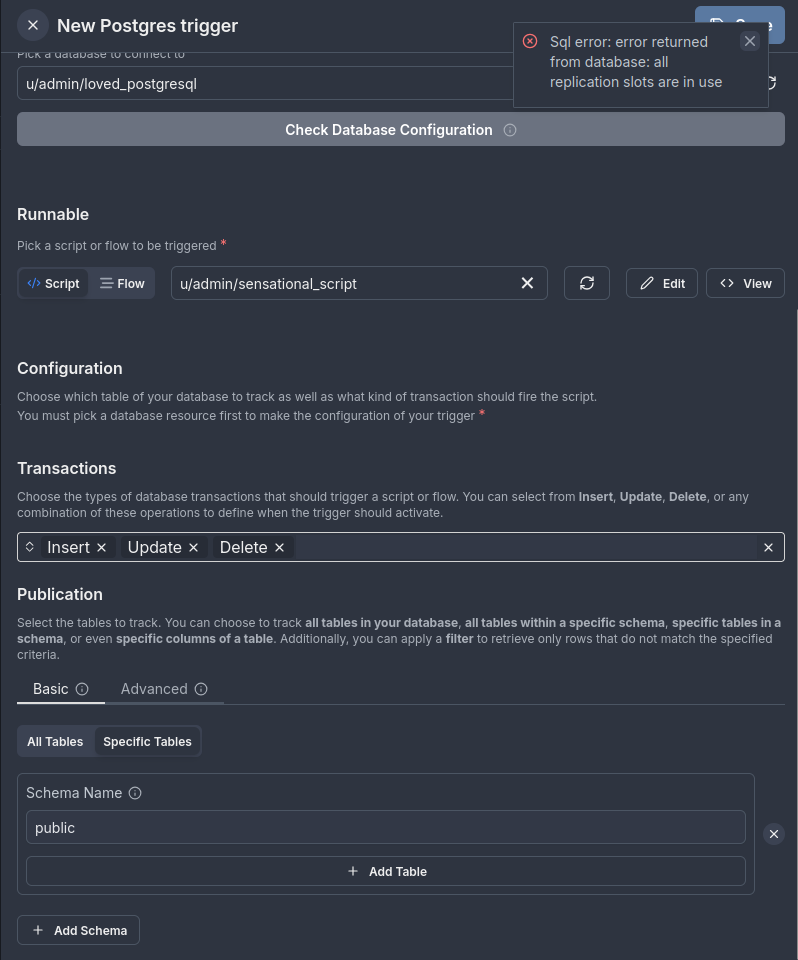 New Postgres trigger
Sql error: error returned
from database: all
replication slots are in use
Pick a database to connect to
u/admin/loved_postgresql
Check Database Configuration
Runnable
Pick a script or flow to be triggered *
Script
Flow
u/admin/sensational_script
Edit
View
Configuration
Choose which table of your database to track as well as what kind of transaction should fire the script.
You must pick a database resource first to make the configuration of your trigger *
Transactions
Choose the types of database transactions that should trigger a script or flow. You can select from Insert, Update, Delete, or any
combination of these operations to define when the trigger should activate.
Insert
Update
Delete
Publication
Select the tables to track. You can choose to track all tables in your database, all tables within a specific schema, specific tables in a
schema, or even specific columns of a table. Additionally, you can apply a filter to retrieve only rows that do not match the specified
criteria.
Basic
Advanced
All Tables
Specific Tables
Schema Name
public
Add Table
Add Schema